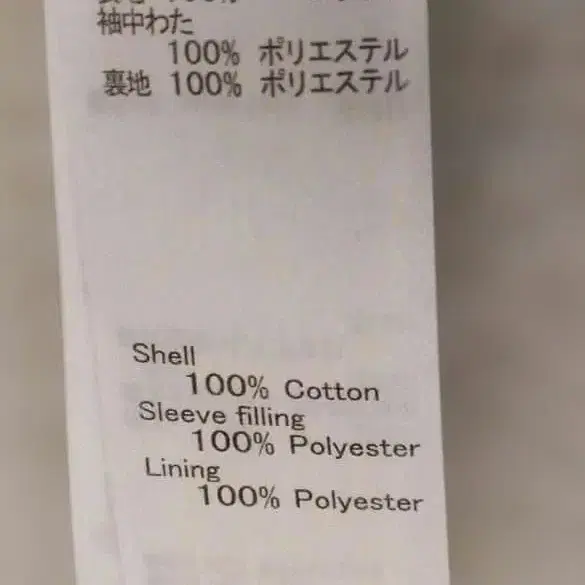 袖中わた
100% ポリエステル
裏地 100% ポリエステル
Shell
100% Cotton
Sleeve filling
100% Polyester
Lining
100% Polyester